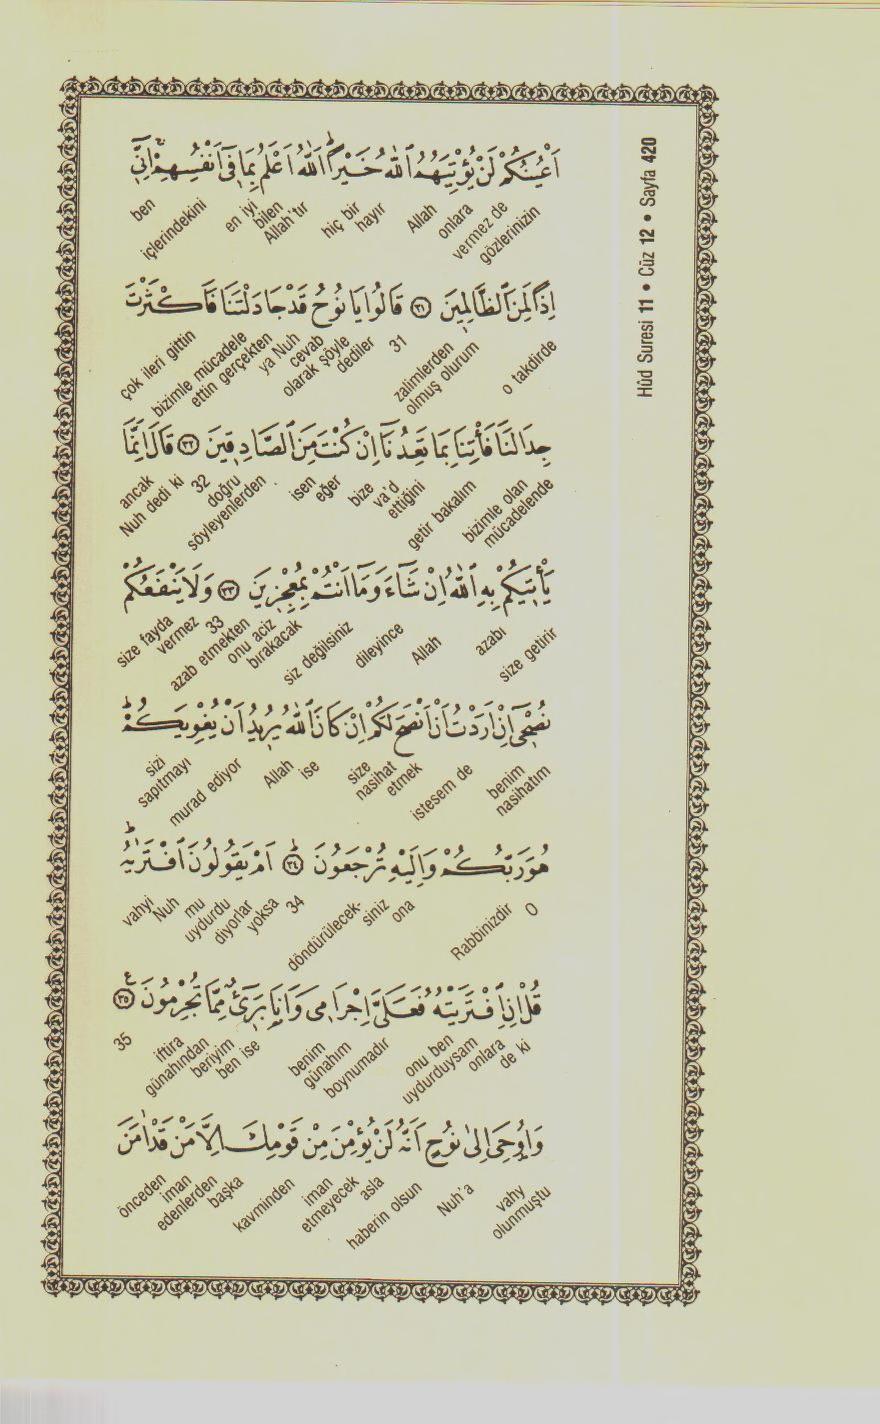 Hûd Suresi 11 • Cüz 12 • Sayfa 420
اَعْيُنُكُمْ لَنْ يُؤْتِيَهُمُ اللّٰهُ خَيْرًاۜ اَللّٰهُ اَعْلَمُ بِمَا ف۪ٓي اَنْفُسِهِمْۚ اِنّ۪ٓي
gözlerinizin vermez de onlara Allah hayır hiç bir Allah'tır bilen en iyi içlerindekini ben
اِذًا لَمِنَ الظَّالِم۪ينَ ﴿٣١﴾ قَالُوا يَا نُوحُ قَدْ جَادَلْتَنَا فَاَكْثَرْتَ
o takdirde olmuş olurum zalimlerden 31 dediler olarak şöyle cevab ya Nuh ettin gerçekten bizimle mücadele çok ileri gittin
جِدَالَنَا فَأْتِنَا بِمَا تَعِدُنَٓا اِنْ كُنْتَ مِنَ الصَّادِق۪ينَ ﴿٣٢﴾ قَالَ اِنَّمَا
mücadelende bizimle olan getir bakalım ettiğini va'd bize eğer isen söyleyenlerden doğru 32 Nuh dedi ki ancak
يَأْت۪يكُمْ بِهِ اللّٰهُ اِنْ شَٓاءَ وَمَٓا اَنْتُمْ بِمُعْجِز۪ينَ ﴿٣٣﴾ وَلَا يَنْفَعُكُمْ
size getirir azabı Allah dileyince siz değilsiniz bırakacak onu aciz azab etmekten 33 vermez size fayda
نُصْح۪ٓي اِنْ اَرَدْتُ اَنْ اَنْصَحَ لَكُمْ اِنْ كَانَ اللّٰهُ يُر۪يدُ اَنْ يُغْوِيَكُمْۜ
nasihatım benim istesem de etmek nasihat size ise Allah murad ediyor sapıtmayı sizi
هُوَ رَبُّكُمْ وَاِلَيْهِ تُرْجَعُونَۜ ﴿٣٤﴾ اَمْ يَقُولُونَ افْتَرٰيهُۜ
O Rabbinizdir ona siniz döndürülecek- 34 yoksa diyorlar uydurdu mu Nuh vahyi
قُلْ اِنِ افْتَرَيْتُهُ فَعَلَيَّ اِجْرَام۪ي وَاَنَا۬ بَر۪ٓيءٌ مِمَّا تُجْرِمُونَ۟ ﴿٣٥﴾
de ki onlara uydurduysam onu ben boynumadır günahım benim ben ise beriyim günahından iftira 35
وَاُو۫حِيَ اِلٰى نُوحٍ اَنَّهُ لَنْ يُؤْمِنَ مِنْ قَوْمِكَ اِلَّا مَنْ قَدْ اٰمَنَ
olunmuştu vahy Nuh'a haberin olsun asla etmeyecek iman kavminden başka edenlerden iman önceden